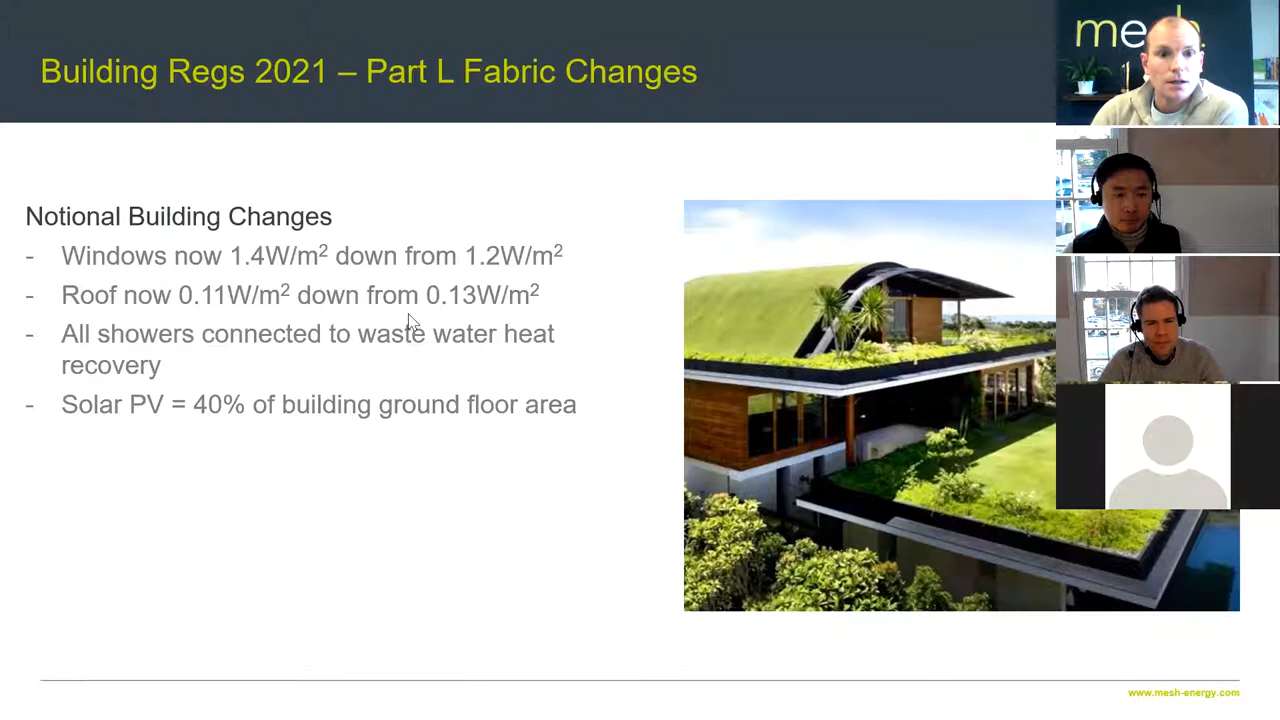 mesh
Building Regs 2021 – Part L Fabric Changes
Notional Building Changes
- Windows now 1.4W/m² down from 1.2W/m²
- Roof now 0.11W/m² down from 0.13W/m²
- All showers connected to waste water heat
recovery
- Solar PV = 40% of building ground floor area
www.mesh-energy.com